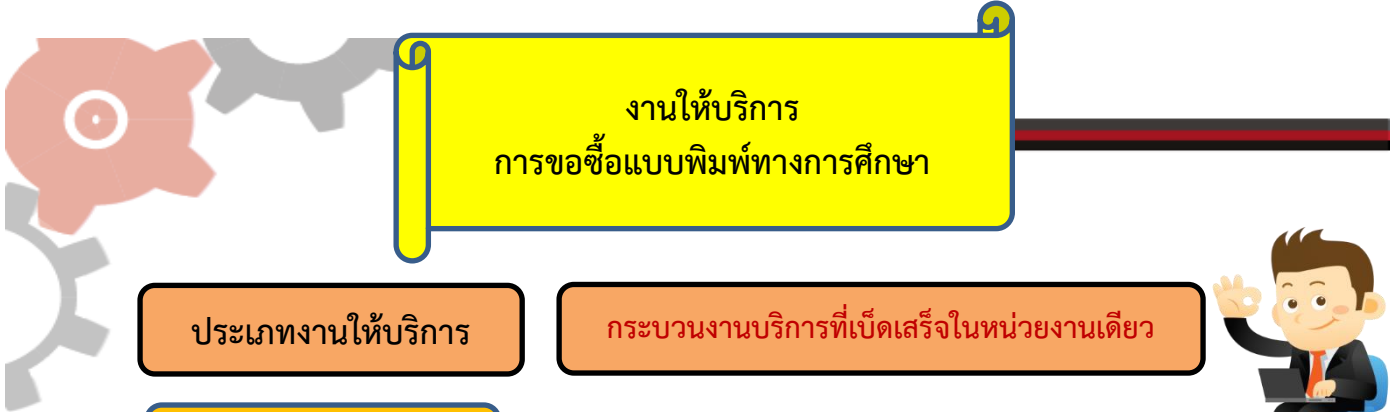 งานให้บริการ
การขอซื้อแบบพิมพ์ทางการศึกษา
ประเภทงานให้บริการ
กระบวนงานบริการที่เบ็ดเสร็จในหน่วยงานเดียว